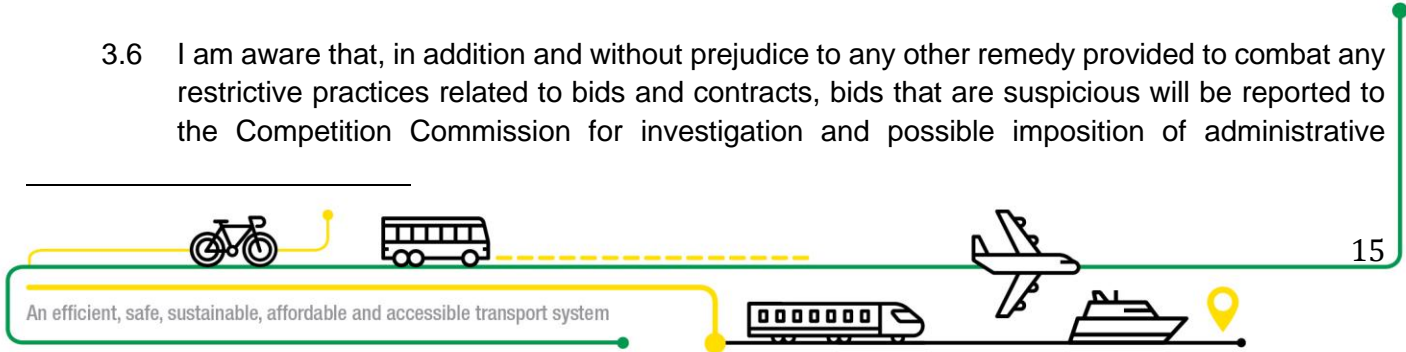 3.6 I am aware that, in addition and without prejudice to any other remedy provided to combat any
restrictive practices related to bids and contracts, bids that are suspicious will be reported to
the Competition Commission for investigation and possible imposition of administrative
15
An efficient, safe, sustainable, affordable and accessible transport system